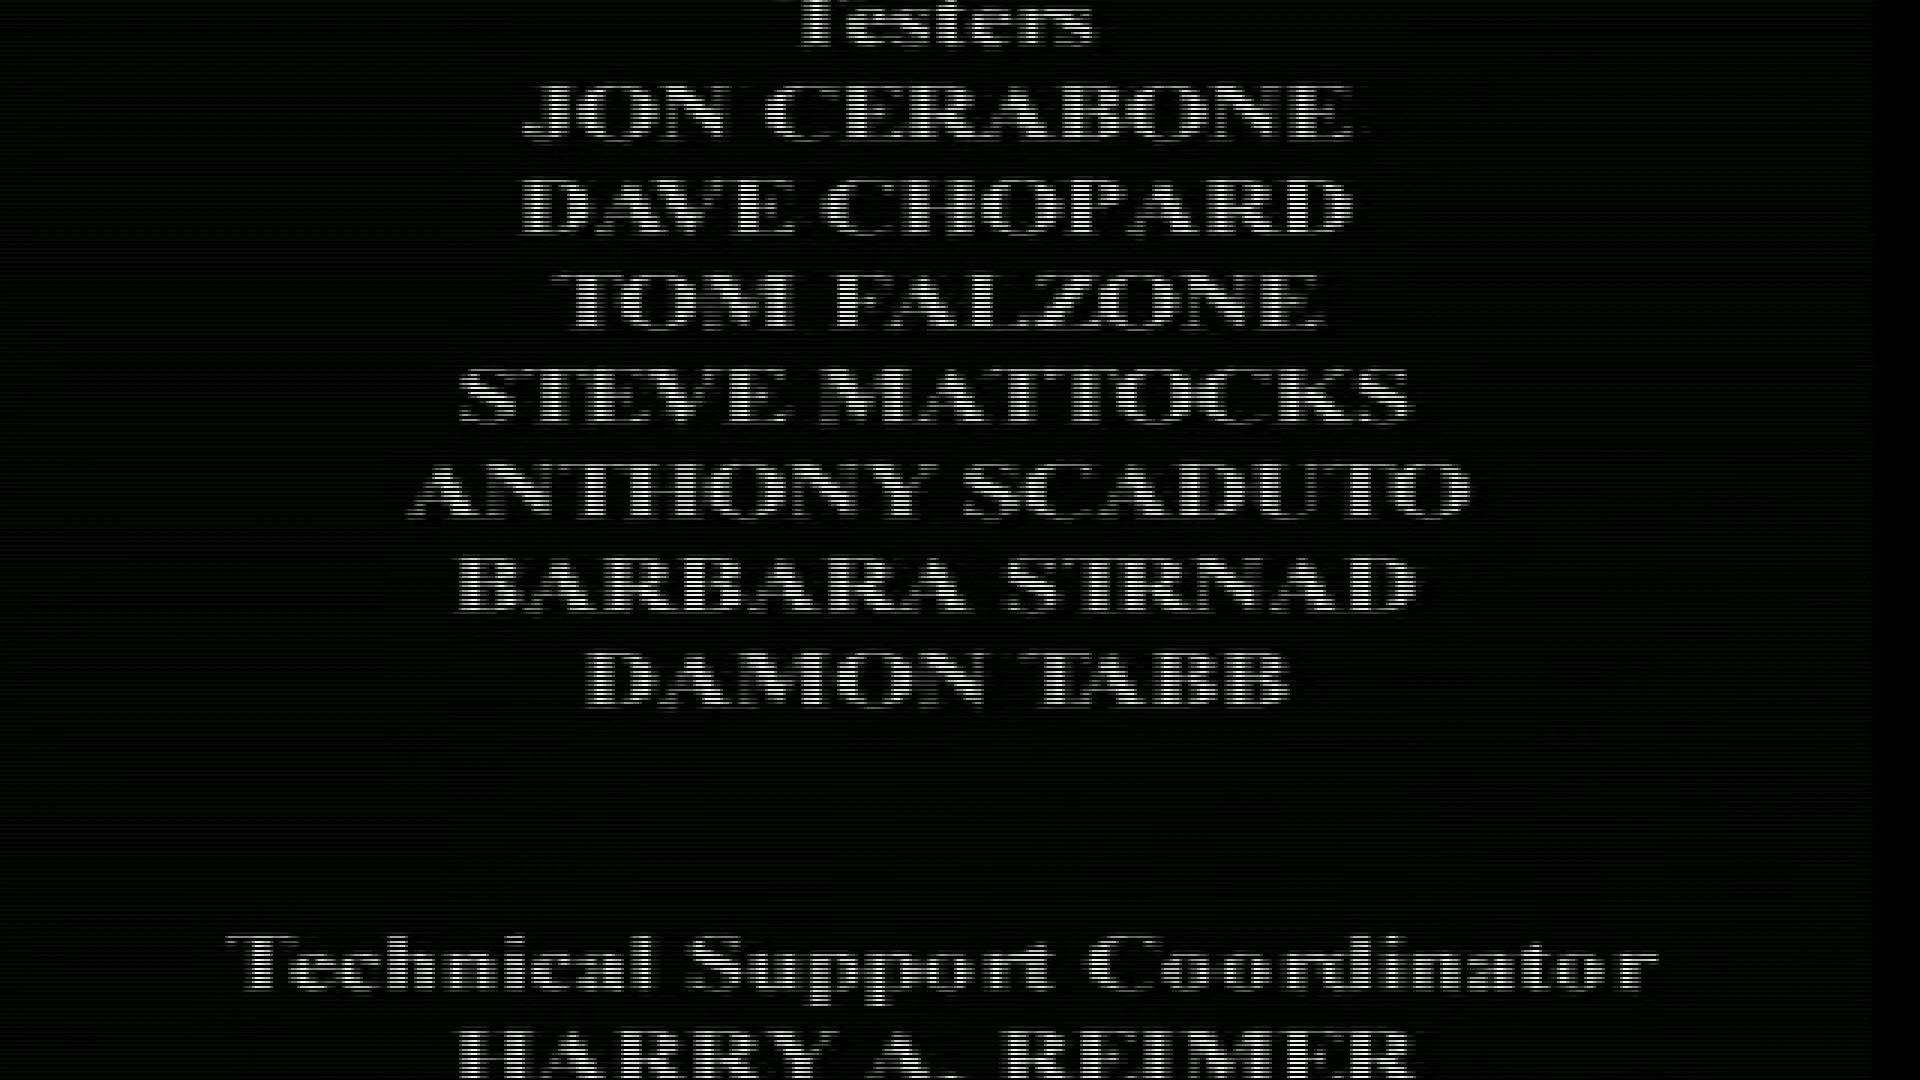 Testers
JON CERABONE
DAVE CHOPARD
TOM FALZONE
STEVE MATTOCKS
ANTHONY SCADUTO
BARBARA STRNAD
DAMON TABB
Technical Support Coordinator
HARRY A. REIMER